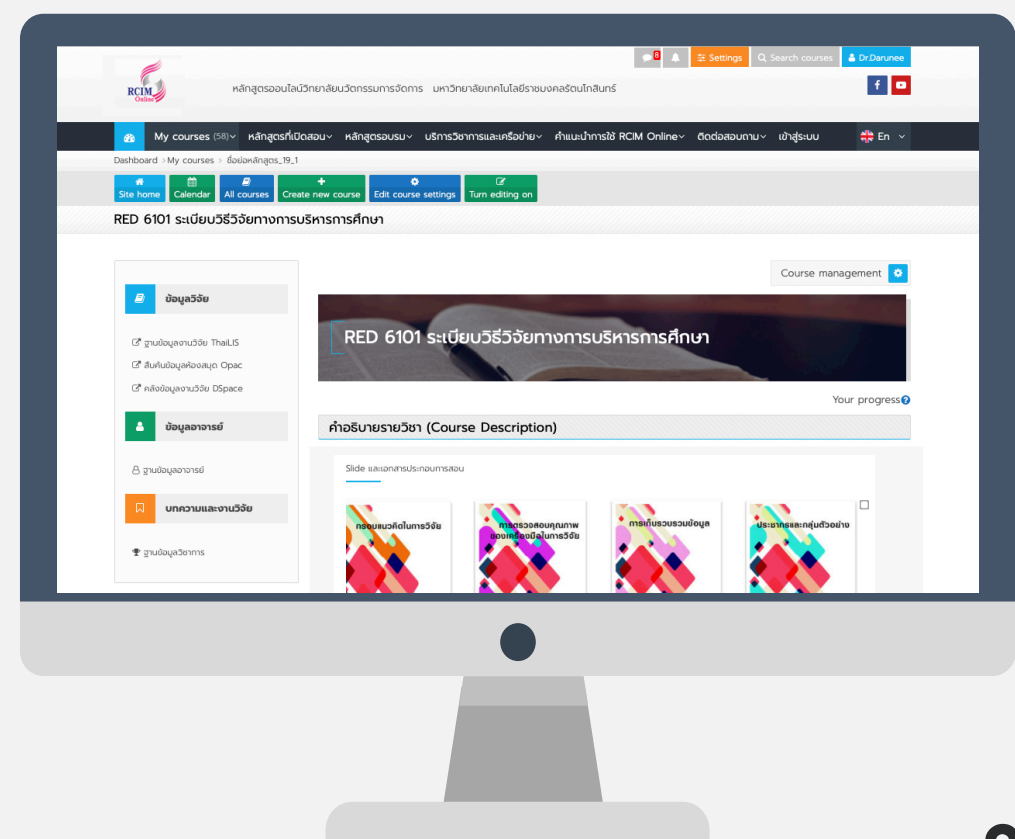 8
Settings
Search courses
Dr.Darunee
RCIM
Online
หลักสูตรออนไลน์วิทยาลัยนวัตกรรมการจัดการ มหาวิทยาลัยเทคโนโลยีราชมงคลรัตนโกสินทร์
My courses (58) หลักสูตรที่เปิดสอน หลักสูตรอบรม บริการวิชาการและเครือข่าย คำแนะนำการใช้ RCIM Online ติดต่อสอบถาม เข้าสู่ระบบ En
Dashboard > My courses > ชื่อย่อหลักสูตร_19_1
Site home Calendar All courses Create new course Edit course settings Turn editing on
RED 6101 ระเบียบวิธีวิจัยทางการบริหารการศึกษา
Course management
ข้อมูลวิจัย
ฐานข้อมูลงานวิจัย ThaiLIS
สืบค้นข้อมูลห้องสมุด Opac
คลังข้อมูลงานวิจัย DSpace
ข้อมูลอาจารย์
ฐานข้อมูลอาจารย์
บทความและงานวิจัย
ฐานข้อมูลวิชาการ
RED 6101 ระเบียบวิธีวิจัยทางการบริหารการศึกษา
Your progress
คำอธิบายรายวิชา (Course Description)
Slide และเอกสารประกอบการสอน
กรอบแนวคิดในการวิจัย
การตรวจสอบคุณภาพ
ของเครื่องมือในการวิจัย
การเก็บรวบรวมข้อมูล
ประชากรและกลุ่มตัวอย่าง